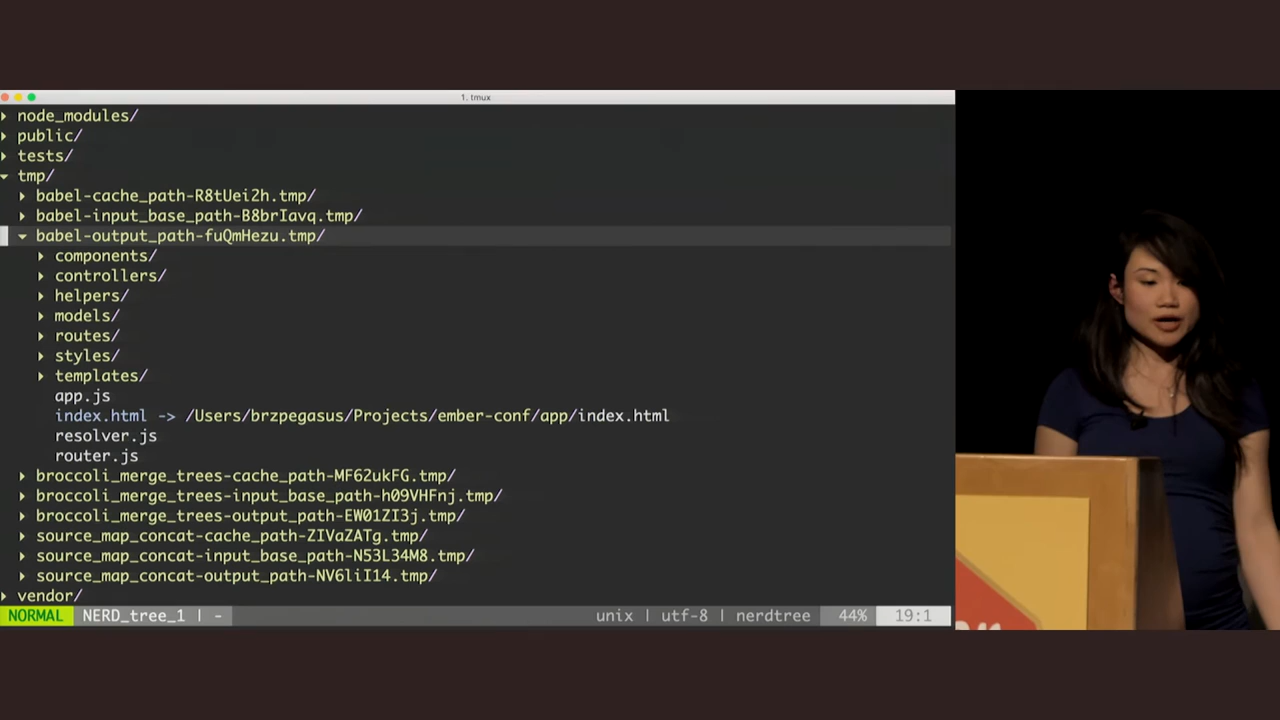 1. tmux
node_modules/
public/
tests/
tmp/
babel-cache_path-R8tUei2h.tmp/
babel-input_base_path-B8brIavq.tmp/
babel-output_path-fuQmHezu.tmp/
components/
controllers/
helpers/
models/
routes/
styles/
templates/
app.js
index.html -> /Users/brzpegasus/Projects/ember-conf/app/index.html
resolver.js
router.js
broccoli_merge_trees-cache_path-MF62ukFG.tmp/
broccoli_merge_trees-input_base_path-h09VHFnj.tmp/
broccoli_merge_trees-output_path-EW01ZI3j.tmp/
source_map_concat-cache_path-ZIVaZATg.tmp/
source_map_concat-input_base_path-N53L34M8.tmp/
source_map_concat-output_path-NV6liI14.tmp/
vendor/
NORMAL NERD_tree_1 | - unix | utf-8 | nerdtree 44% 19:1